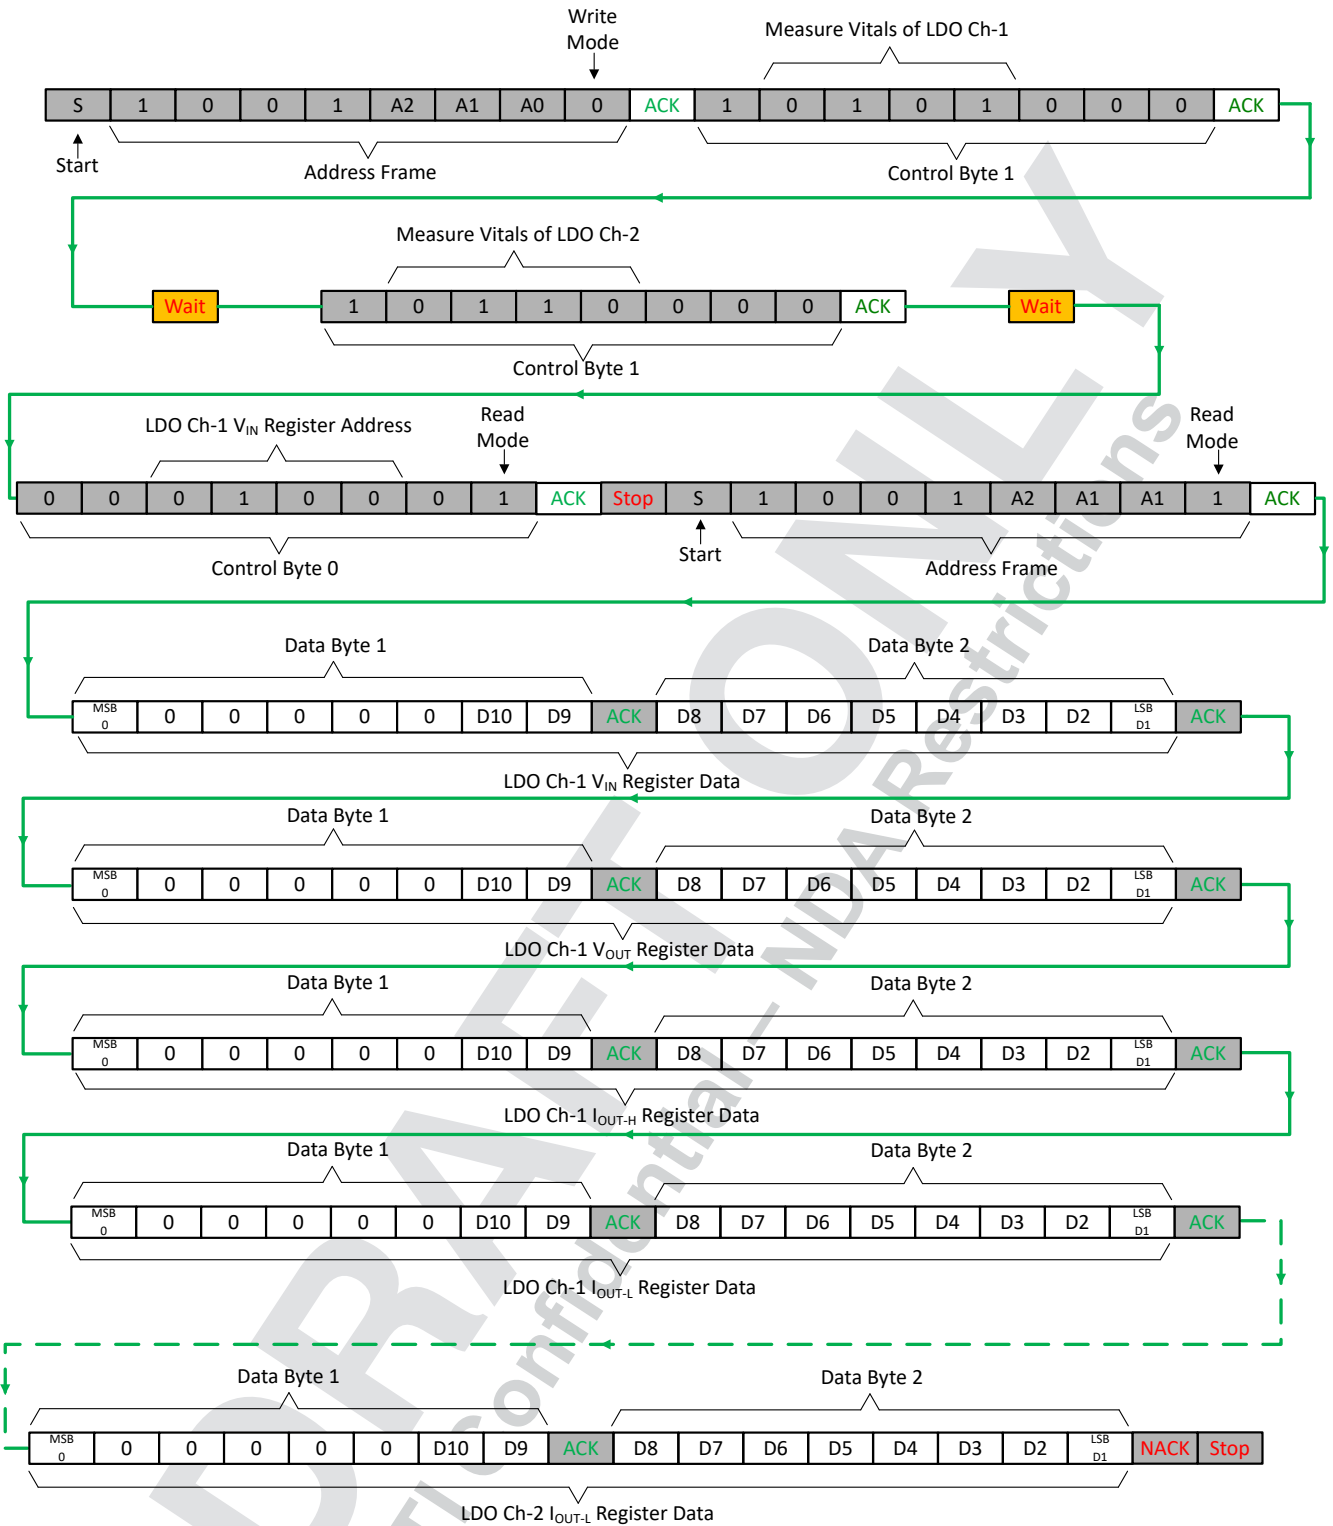 Write
Mode
Measure Vitals of LDO Ch-1
S 1 0 0 1 A2 A1 A0 0 ACK 1 0 1 0 1 0 0 0 ACK
Start
Address Frame
Control Byte 1
Measure Vitals of LDO Ch-2
Wait 1 0 1 1 0 0 0 0 ACK Wait
Control Byte 1
LDO Ch-1 VIN Register Address
Read
Mode
Read
Mode
0 0 0 1 0 0 0 1 ACK Stop S 1 0 0 1 A2 A1 A1 1 ACK
Control Byte 0
Start
Address Frame
Data Byte 1
Data Byte 2
MSB 0 0 0 0 0 0 D10 D9 ACK D8 D7 D6 D5 D4 D3 D2 LSB D1 ACK
LDO Ch-1 VIN Register Data
Data Byte 1
Data Byte 2
MSB 0 0 0 0 0 0 D10 D9 ACK D8 D7 D6 D5 D4 D3 D2 LSB D1 ACK
LDO Ch-1 VOUT Register Data
Data Byte 1
Data Byte 2
MSB 0 0 0 0 0 0 D10 D9 ACK D8 D7 D6 D5 D4 D3 D2 LSB D1 ACK
LDO Ch-1 IOUT-H Register Data
Data Byte 1
Data Byte 2
MSB 0 0 0 0 0 0 D10 D9 ACK D8 D7 D6 D5 D4 D3 D2 LSB D1 ACK
LDO Ch-1 IOUT-L Register Data
Data Byte 1
Data Byte 2
MSB 0 0 0 0 0 0 D10 D9 ACK D8 D7 D6 D5 D4 D3 D2 LSB D1 NACK Stop
LDO Ch-2 IOUT-L Register Data
DRAFT ONLY
TI Confidential — NDA Restrictions